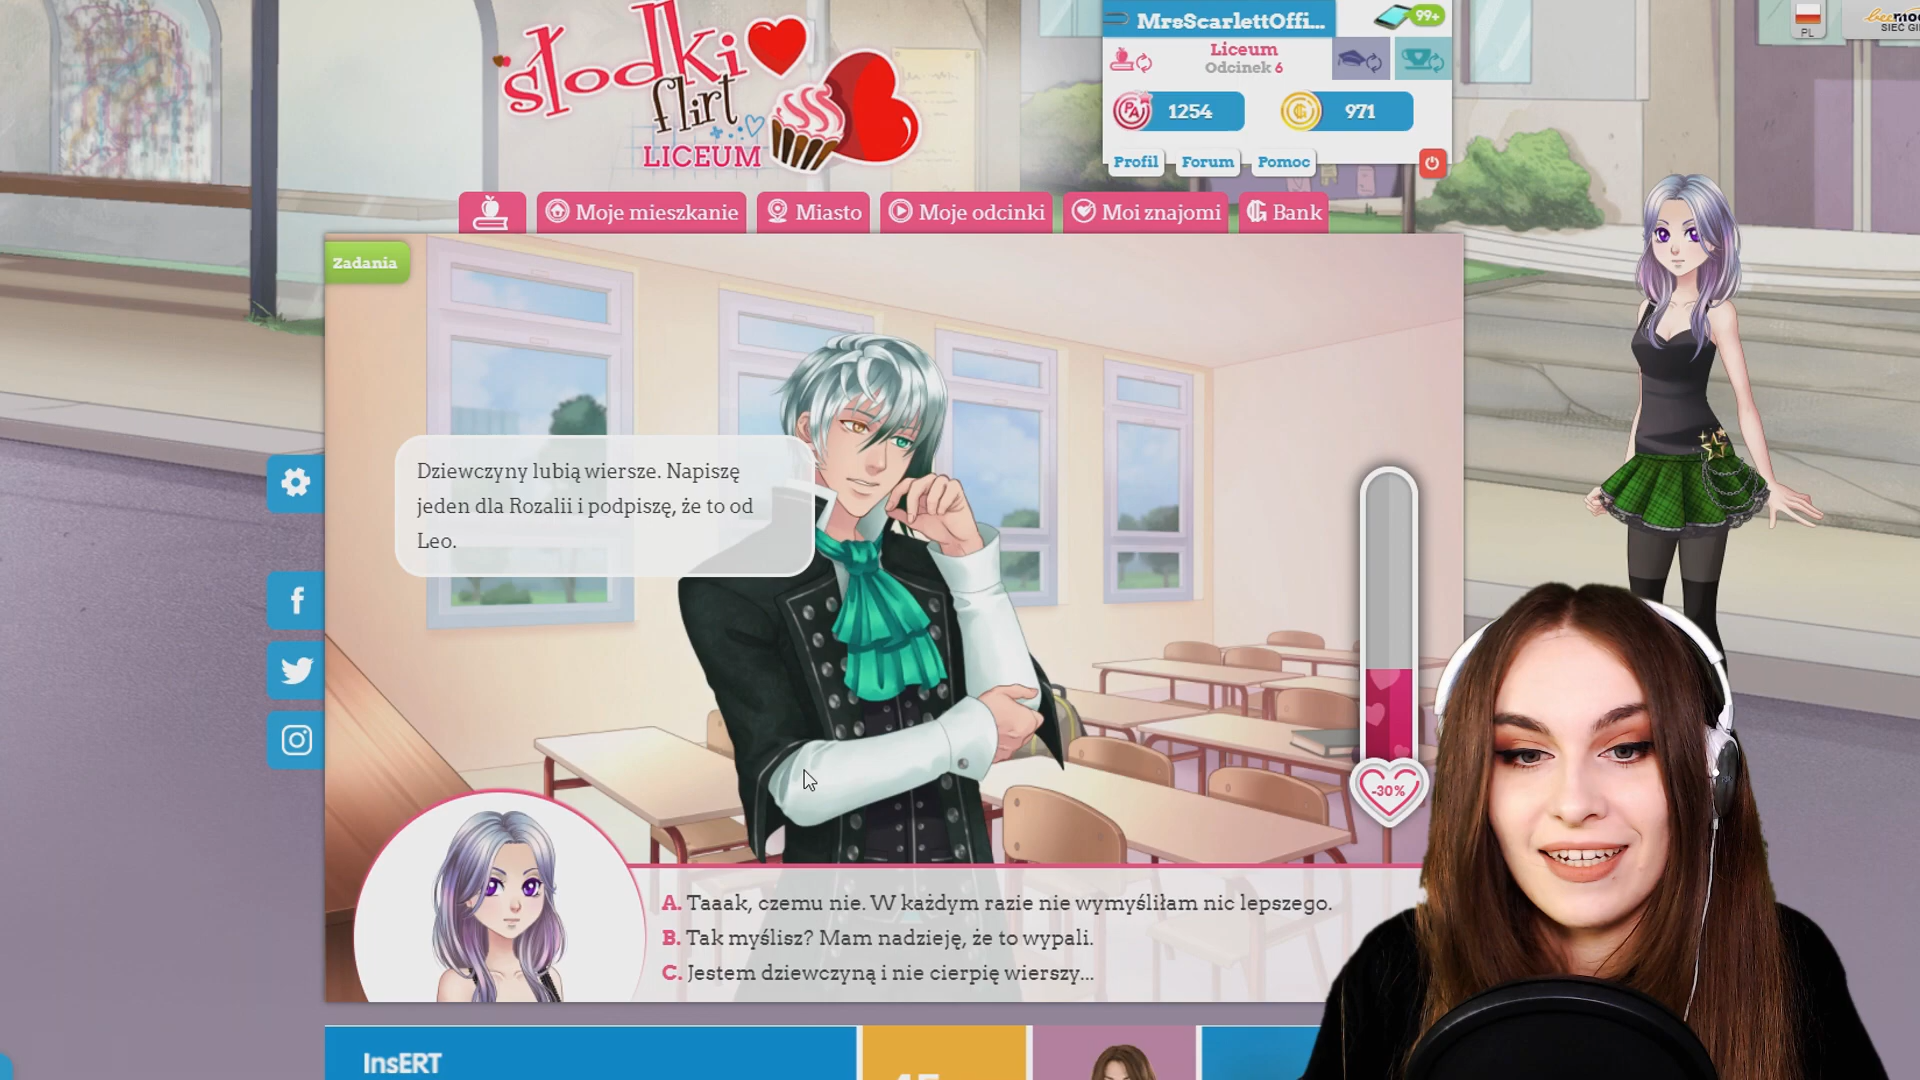 słodki
flirt
LICEUM
MrsScarlettOffi...
99+
Liceum
Odcinek 6
PA
1254
971
Profil
Forum
Pomoc
PL
Moje mieszkanie
Miasto
Moje odcinki
Moi znajomi
Bank
Zadania
Dziewczyny lubią wiersze. Napiszę
jeden dla Rozalii i podpiszę, że to od
Leo.
-30%
A. Taaak, czemu nie. W każdym razie nie wymyśliłam nic lepszego.
B. Tak myślisz? Mam nadzieję, że to wypali.
C. Jestem dziewczyną i nie cierpię wierszy...
InsERT